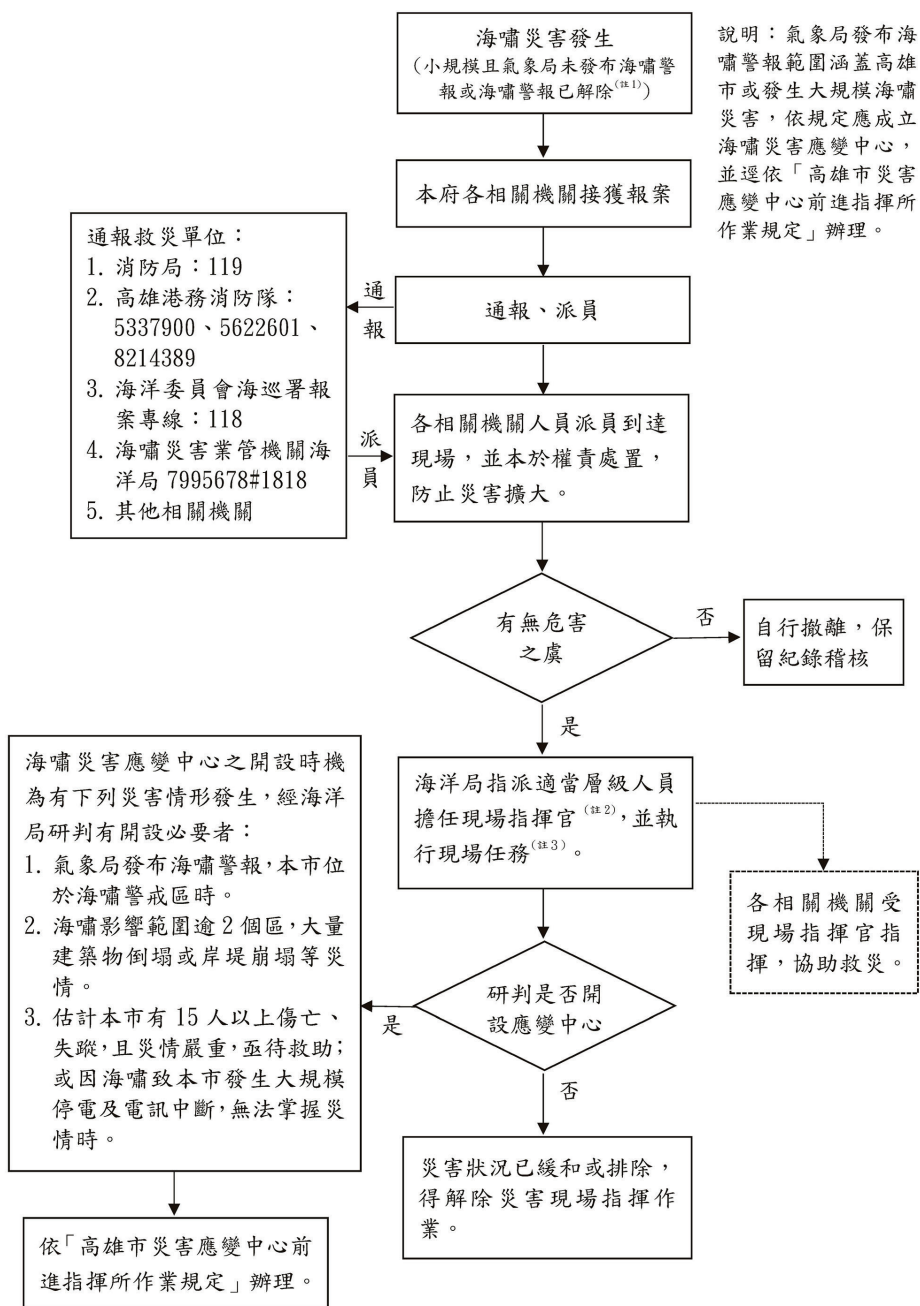 海嘯災害發生
(小規模且氣象局未發布海嘯警
報或海嘯警報已解除(註1))
說明：氣象局發布海
嘯警報範圍涵蓋高雄
市或發生大規模海嘯
災害，依規定應成立
海嘯災害應變中心，
並逕依「高雄市災害
應變中心前進指揮所
作業規定」辦理。
本府各相關機關接獲報案
通報、派員
通
報
通報救災單位：
1. 消防局：119
2. 高雄港務消防隊：
5337900、5622601、
8214389
3. 海洋委員會海巡署報
案專線：118
4. 海嘯災害業管機關海
洋局 7995678#1818
5. 其他相關機關
派
員
各相關機關人員派員到達
現場，並本於權責處置，
防止災害擴大。
有無危害
之虞
否
自行撤離，保
留紀錄稽核
是
海洋局指派適當層級人員
擔任現場指揮官(註2)，並執
行現場任務(註3)。
各相關機關受
現場指揮官指
揮，協助救災。
研判是否開
設應變中心
是
海嘯災害應變中心之開設時機
為有下列災害情形發生，經海洋
局研判有開設必要者：
1. 氣象局發布海嘯警報，本市位
於海嘯警戒區時。
2. 海嘯影響範圍逾 2 個區，大量
建築物倒塌或岸堤崩塌等災
情。
3. 估計本市有 15 人以上傷亡、
失蹤，且災情嚴重，亟待救助；
或因海嘯致本市發生大規模
停電及電訊中斷，無法掌握災
情時。
否
災害狀況已緩和或排除，
得解除災害現場指揮作
業。
依「高雄市災害應變中心前
進指揮所作業規定」辦理。